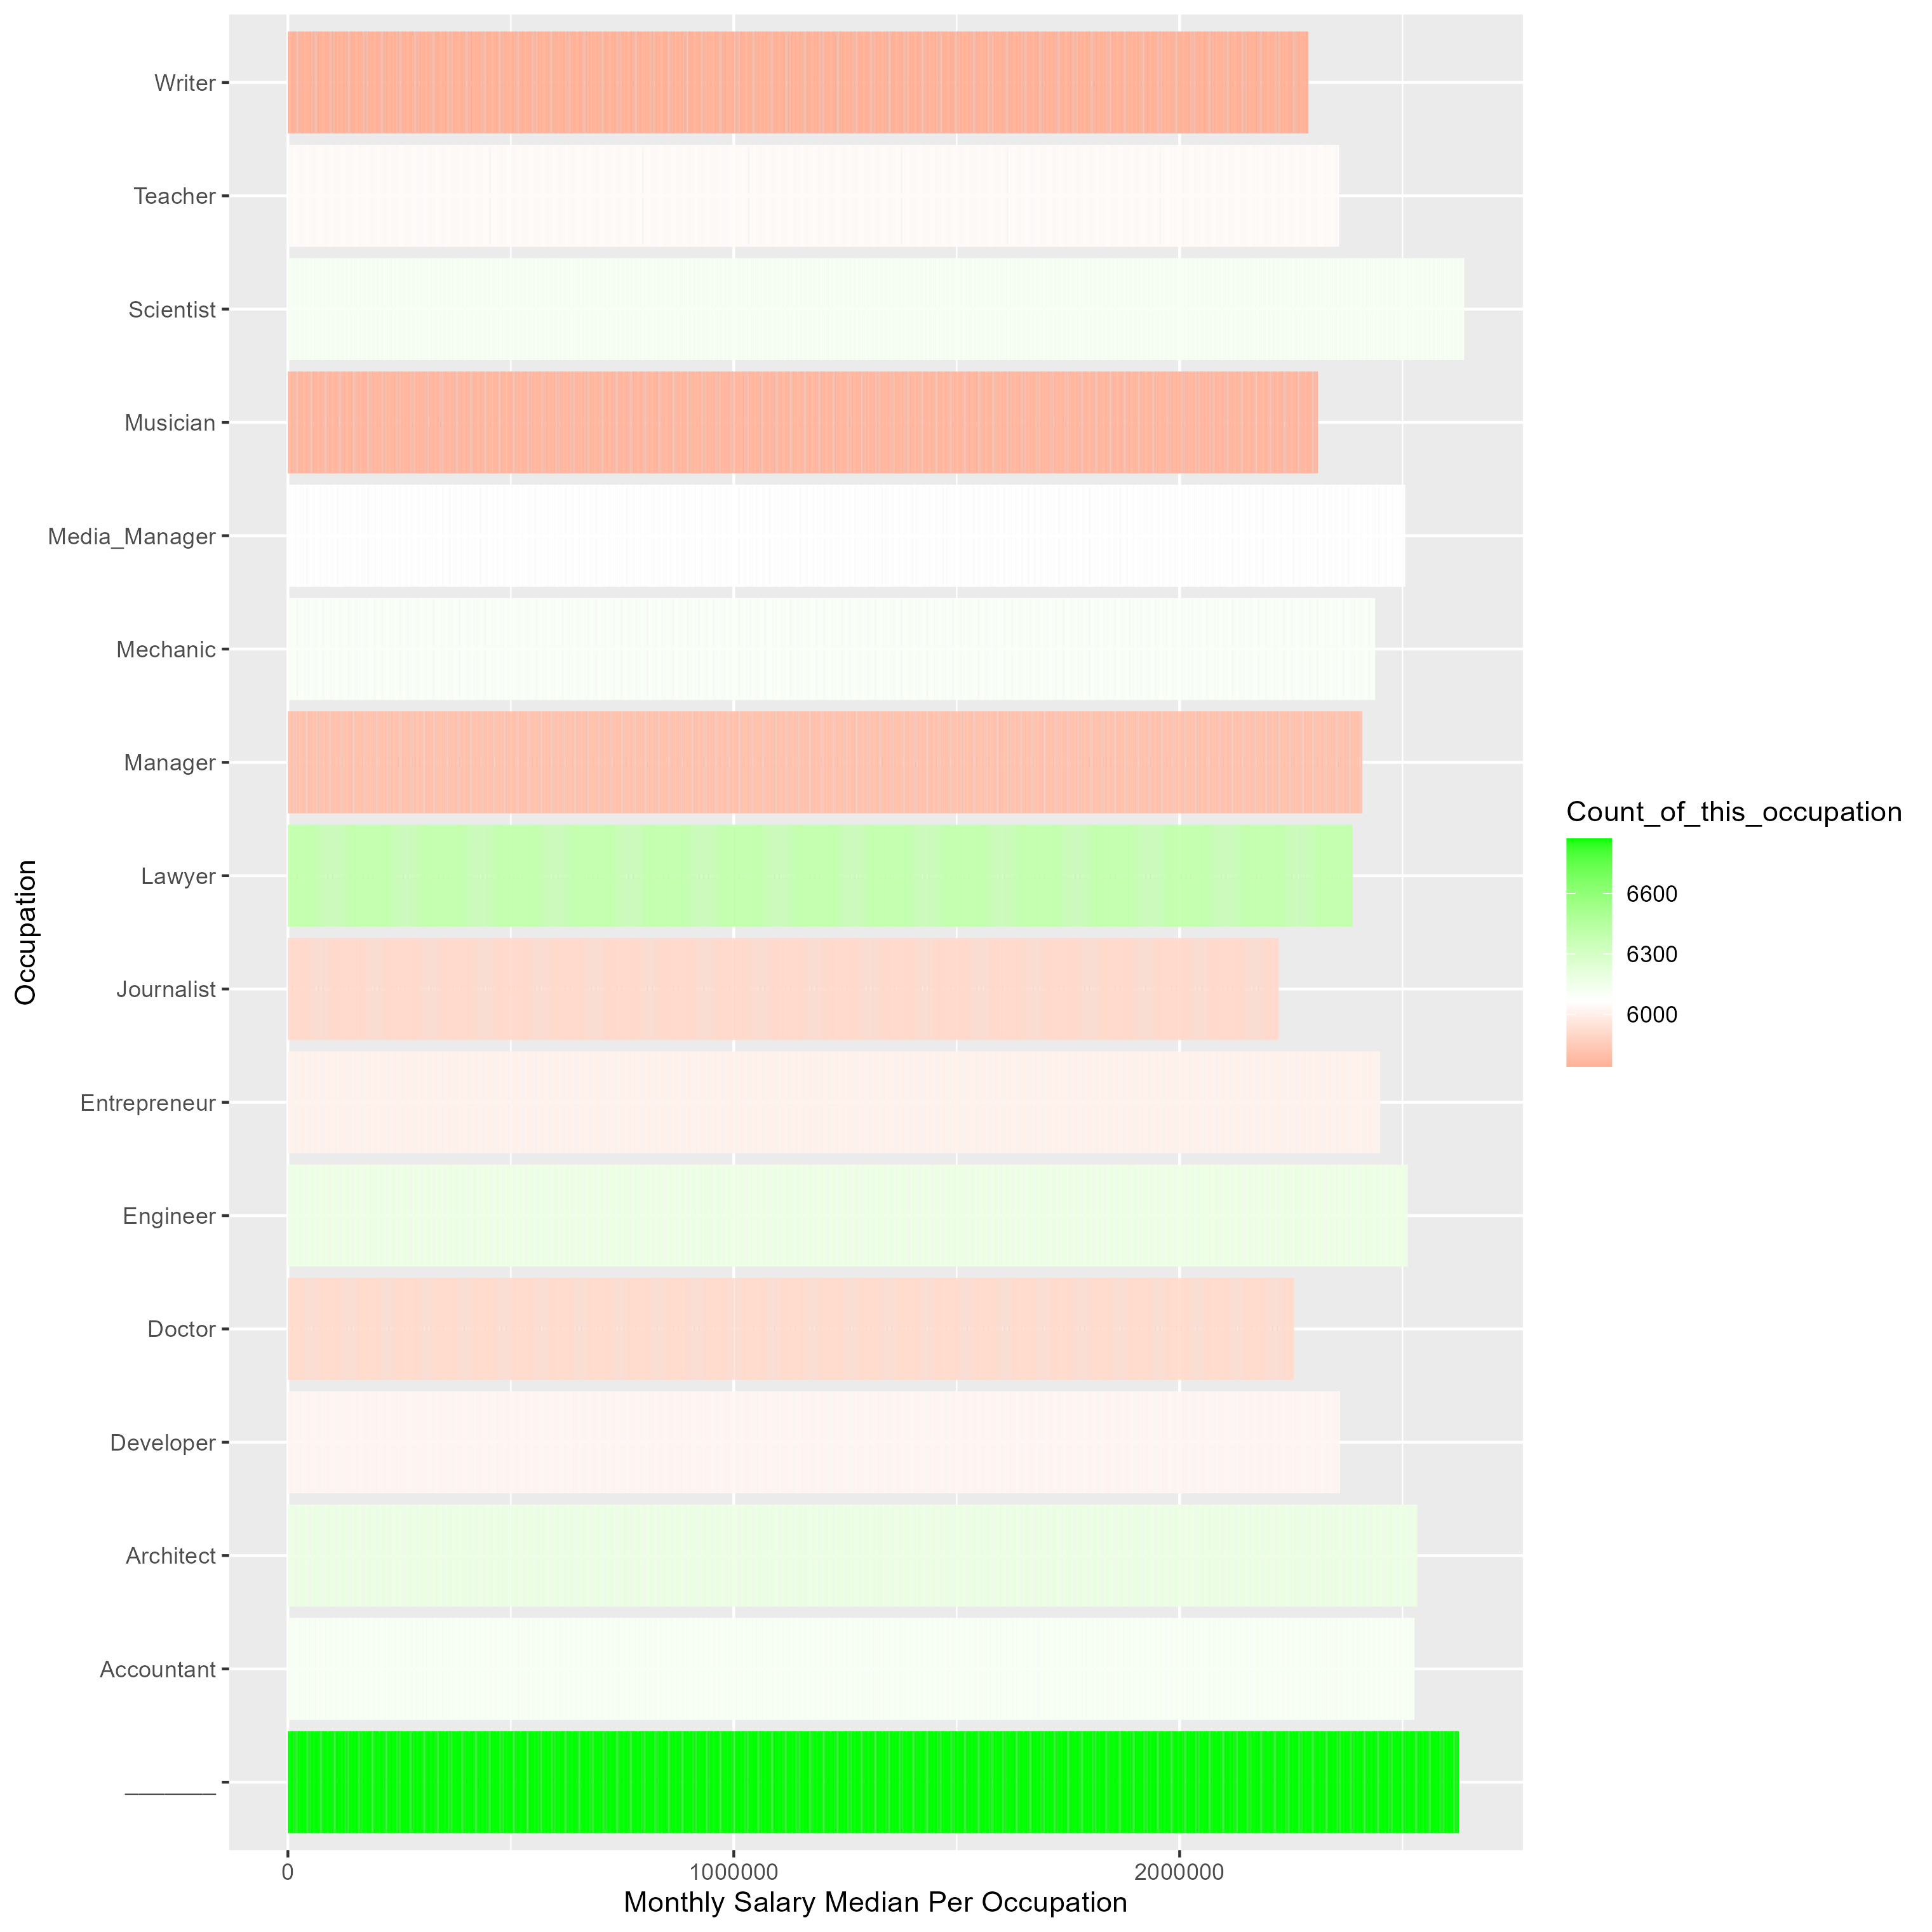 Writer
Teacher
Scientist
Musician
Media_Manager
Mechanic
Manager
Lawyer
Journalist
Entrepreneur
Engineer
Doctor
Developer
Architect
Accountant
_______
Occupation
0 1000000 2000000
Monthly Salary Median Per Occupation
Count_of_this_occupation
6600
6300
6000